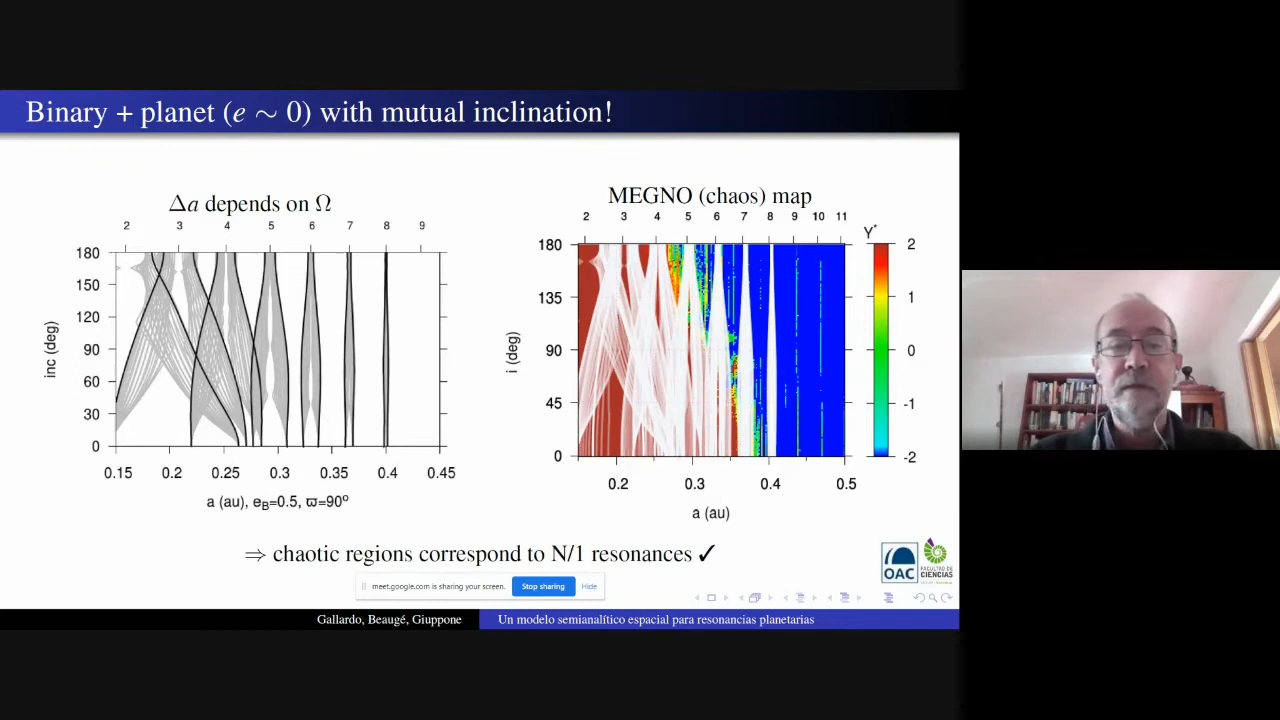 Binary + planet (e ∼ 0) with mutual inclination!
Δa depends on Ω
2 3 4 5 6 7 8 9
180
150
120
90
60
30
0
inc (deg)
0.15 0.2 0.25 0.3 0.35 0.4 0.45
a (au), eB=0.5, ϖ=90º
MEGNO (chaos) map
2 3 4 5 6 7 8 9 10 11
Y*
180
135
90
45
0
i (deg)
2
1
0
-1
-2
0.2 0.3 0.4 0.5
a (au)
⇒ chaotic regions correspond to N/1 resonances ✓
OAC
FACULTAD DE
CIENCIAS
meet.google.com is sharing your screen. Stop sharing Hide
Gallardo, Beaugé, Giuppone Un modelo semianalítico espacial para resonancias planetarias